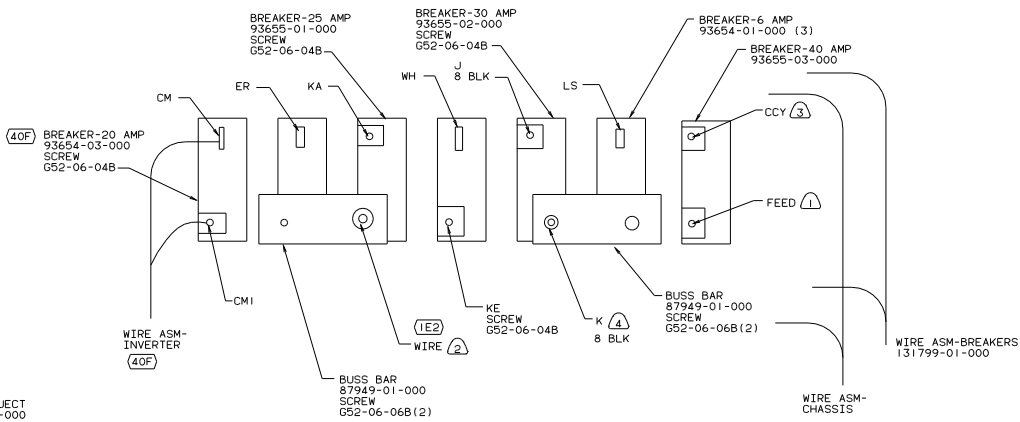 BREAKER-25 AMP
93655-01-000
SCREW
G52-06-04B
BREAKER-30 AMP
93655-02-000
SCREW
G52-06-04B
BREAKER-6 AMP
93654-01-000 (3)
BREAKER-40 AMP
93655-03-000
CM
ER
KA
WH
J
8 BLK
LS
CCY 3
40F
BREAKER-20 AMP
93654-03-000
SCREW
G52-06-04B
FEED 1
CM1
WIRE ASM-
INVERTER
40F
1E2
WIRE 2
KE
SCREW
G52-06-04B
K 4
8 BLK
BUSS BAR
87949-01-000
SCREW
G52-06-06B(2)
WIRE ASM-BREAKERS
131799-01-000
BUSS BAR
87949-01-000
SCREW
G52-06-06B(2)
WIRE ASM-
CHASSIS
JECT
-000